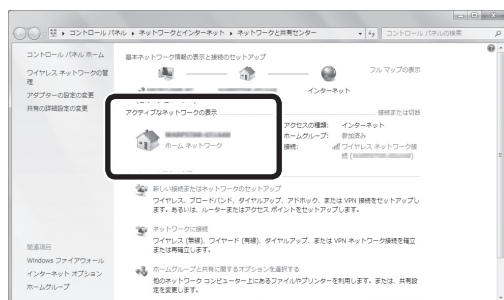 コントロール パネル ▸ ネットワークとインターネット ▸ ネットワークと共有センター
コントロール パネルの検索
コントロール パネル ホーム
ワイヤレス ネットワークの管
理
アダプターの設定の変更
共有の詳細設定の変更
基本ネットワーク情報の表示と接続のセットアップ
フル マップの表示
インターネット
アクティブなネットワークの表示
接続または切断
ホーム ネットワーク
アクセスの種類: インターネット
ホームグループ: 参加済み
接続: ワイヤレス ネットワーク接
続
新しい接続またはネットワークのセットアップ
ワイヤレス、ブロードバンド、ダイヤルアップ、アドホック、または VPN 接続をセットアップし
ます。あるいは、ルーターまたはアクセス ポイントをセットアップします。
ネットワークに接続
ワイヤレス (無線)、ワイヤード (有線)、ダイヤルアップ、または VPN ネットワーク接続を確立
または再確立します。
ホームグループと共有に関するオプションを選択する
他のネットワーク コンピューター上にあるファイルやプリンターを利用します。または、共有設
定を変更します。
関連項目
Windows ファイアウォール
インターネット オプション
ホームグループ